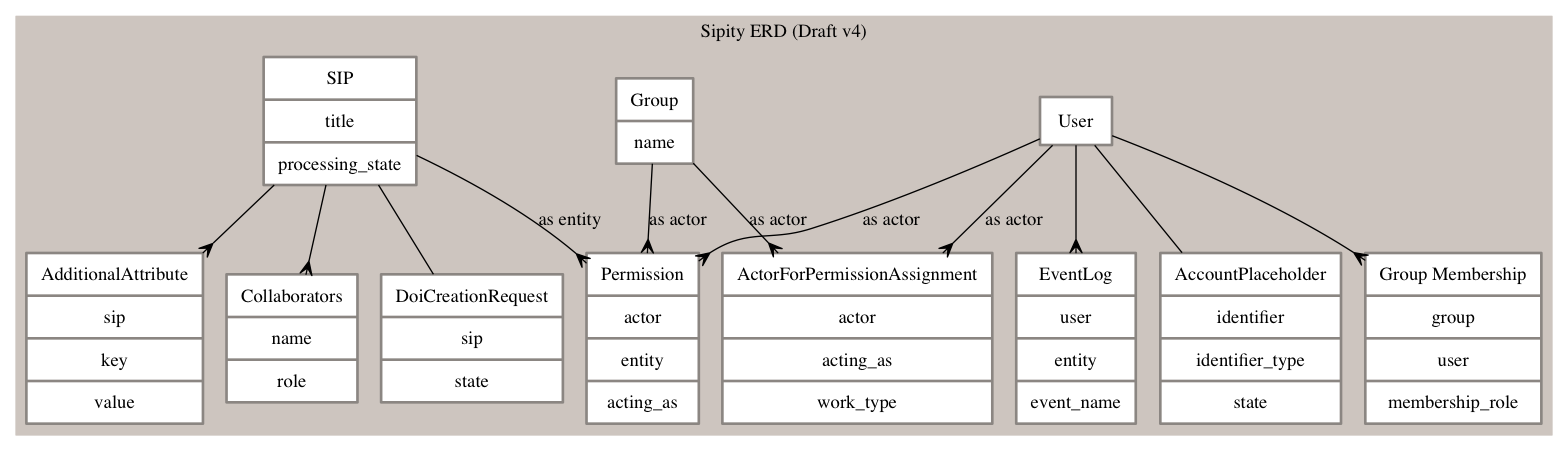 Sipity ERD (Draft v4)
SIP
title
processing_state
Group
name
User
as entity
as actor
as actor
as actor
as actor
AdditionalAttribute
sip
key
value
Collaborators
name
role
DoiCreationRequest
sip
state
Permission
actor
entity
acting_as
ActorForPermissionAssignment
actor
acting_as
work_type
EventLog
user
entity
event_name
AccountPlaceholder
identifier
identifier_type
state
Group Membership
group
user
membership_role